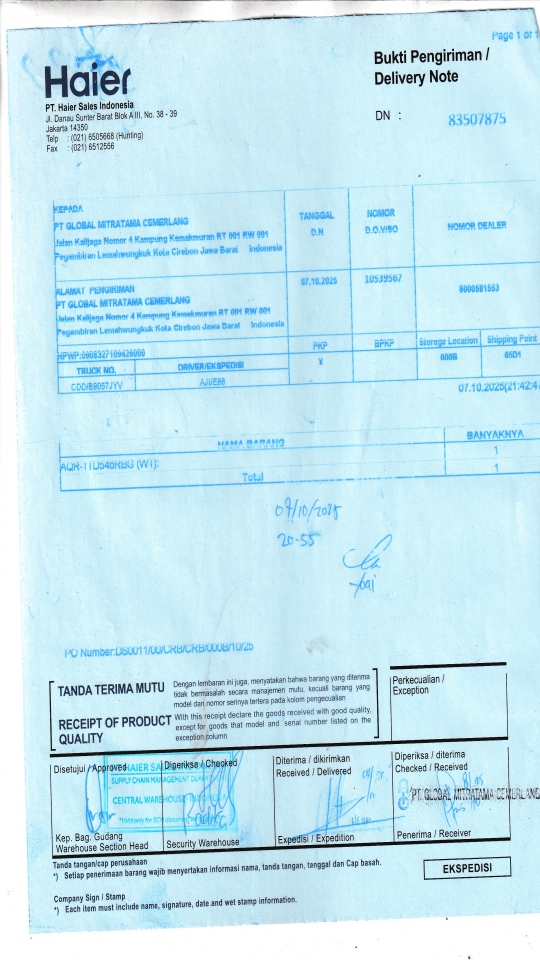 Page 1 of 1
Haier
Bukti Pengiriman /
Delivery Note
PT. Haier Sales Indonesia
Jl. Danau Sunter Barat Blok A III, No. 38 - 39
Jakarta 14350
Telp : (021) 6505668 (Hunting)
Fax : (021) 6512556
DN : 83507875
KEPADA
PT GLOBAL MITRATAMA CEMERLANG
Jalan Kalijaga Nomor 4 Kampung Kemakmuran RT 001 RW 001
Pegambiran Lemahwungkuk Kota Cirebon Jawa Barat Indonesia
TANGGAL
D.N
NOMOR
D.O.V/SO
NOMOR DEALER
ALAMAT PENGIRIMAN
PT GLOBAL MITRATAMA CEMERLANG
Jalan Kalijaga Nomor 4 Kampung Kemakmuran RT 001 RW 001
Pegambiran Lemahwungkuk Kota Cirebon Jawa Barat Indonesia
07.10.2025
10539567
0000581553
NPWP:0908327109426000
PKP
BPKP
Storege Location
Shipping Point
TRUCK NO.
DRIVER/EKSPEDISI
X
000B
85D1
CDD/B9057JYV
AJI/E88
07.10.2025(21:42:4
NAMA BARANG
BANYAKNYA
AQR-TTD546RBG (WT):
1
Total
1
07/10/2025
20.55
PO Number:DS0011/00/CRB/CRB/000B/10/25
TANDA TERIMA MUTU
Dengan lembaran ini juga, menyatakan bahwa barang yang diterima
tidak bermasalah secara manajemen mutu, kecuali barang yang
model dan nomor serinya tertera pada kolom pengecualian
RECEIPT OF PRODUCT
QUALITY
With this receipt declare the goods received with good quality,
except for goods that model and serial number listed on the
exception column
Perkecualian /
Exception
Disetujui / Approved
Diperiksa / Checked
Diterima / dikirimkan
Received / Delivered
Diperiksa / diterima
Checked / Received
SUPPLY CHAIN MANAGEMENT
CENTRAL WAREHOUSE
PT GLOBAL MITRATAMA CEMERLANG
Kep. Bag. Gudang
Warehouse Section Head
Security Warehouse
Expedisi / Expedition
Penerima / Receiver
Tanda tangan/cap perusahaan
*) Setiap penerimaan barang wajib menyertakan informasi nama, tanda tangan, tanggal dan Cap basah.
EKSPEDISI
Company Sign / Stamp
*) Each item must include name, signature, date and wet stamp information.